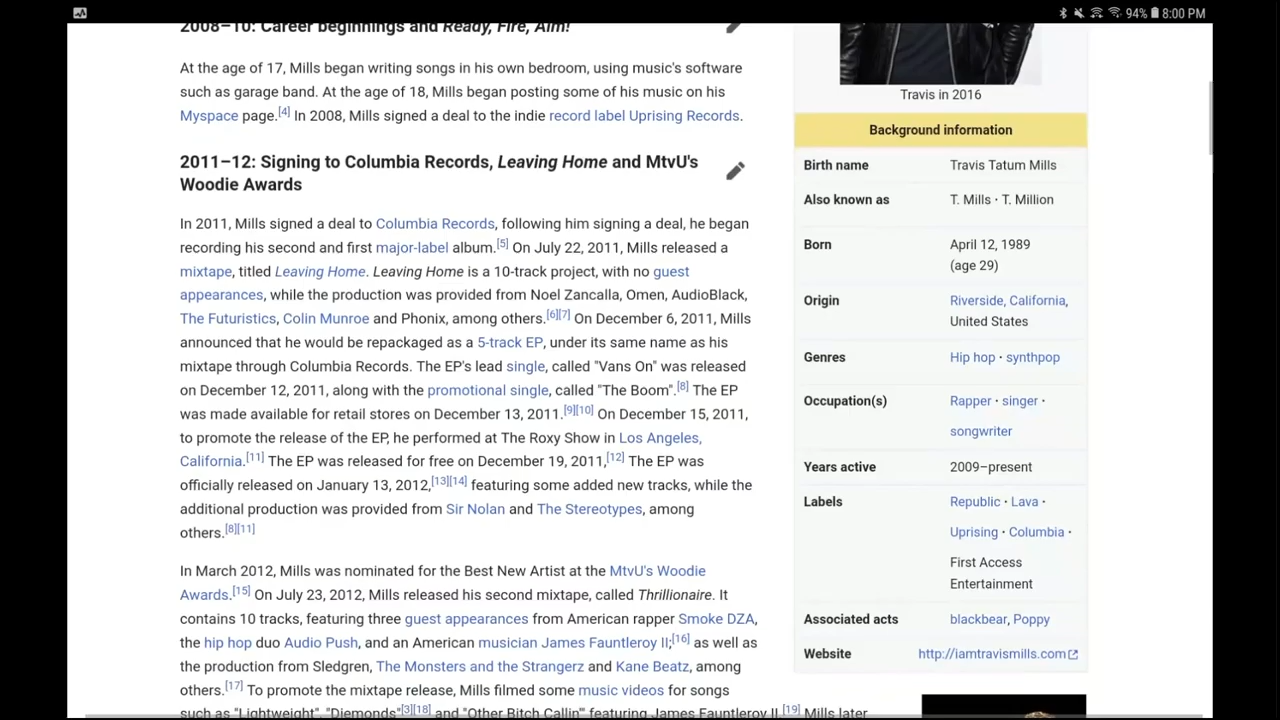 94% 8:00 PM
2008–10: Career beginnings and Ready, Fire, Aim!
At the age of 17, Mills began writing songs in his own bedroom, using music's software
such as garage band. At the age of 18, Mills began posting some of his music on his
Myspace page.[4] In 2008, Mills signed a deal to the indie record label Uprising Records.
2011–12: Signing to Columbia Records, Leaving Home and MtvU's
Woodie Awards
In 2011, Mills signed a deal to Columbia Records, following him signing a deal, he began
recording his second and first major-label album.[5] On July 22, 2011, Mills released a
mixtape, titled Leaving Home. Leaving Home is a 10-track project, with no guest
appearances, while the production was provided from Noel Zancalla, Omen, AudioBlack,
The Futuristics, Colin Munroe and Phonix, among others.[6][7] On December 6, 2011, Mills
announced that he would be repackaged as a 5-track EP, under its same name as his
mixtape through Columbia Records. The EP's lead single, called "Vans On" was released
on December 12, 2011, along with the promotional single, called "The Boom".[8] The EP
was made available for retail stores on December 13, 2011.[9][10] On December 15, 2011,
to promote the release of the EP, he performed at The Roxy Show in Los Angeles,
California.[11] The EP was released for free on December 19, 2011,[12] The EP was
officially released on January 13, 2012,[13][14] featuring some added new tracks, while the
additional production was provided from Sir Nolan and The Stereotypes, among
others.[8][11]
In March 2012, Mills was nominated for the Best New Artist at the MtvU's Woodie
Awards.[15] On July 23, 2012, Mills released his second mixtape, called Thrillionaire. It
contains 10 tracks, featuring three guest appearances from American rapper Smoke DZA,
the hip hop duo Audio Push, and an American musician James Fauntleroy II;[16] as well as
the production from Sledgren, The Monsters and the Strangerz and Kane Beatz, among
others.[17] To promote the mixtape release, Mills filmed some music videos for songs
such as "Lightweight", "Diemonds"[3][18] and "Other Bitch Callin'" featuring James Fauntleroy II.[19] Mills later
Travis in 2016
Background information
Birth name Travis Tatum Mills
Also known as T. Mills · T. Million
Born April 12, 1989
(age 29)
Origin Riverside, California,
United States
Genres Hip hop · synthpop
Occupation(s) Rapper · singer ·
songwriter
Years active 2009–present
Labels Republic · Lava ·
Uprising · Columbia ·
First Access
Entertainment
Associated acts blackbear, Poppy
Website http://iamtravismills.com